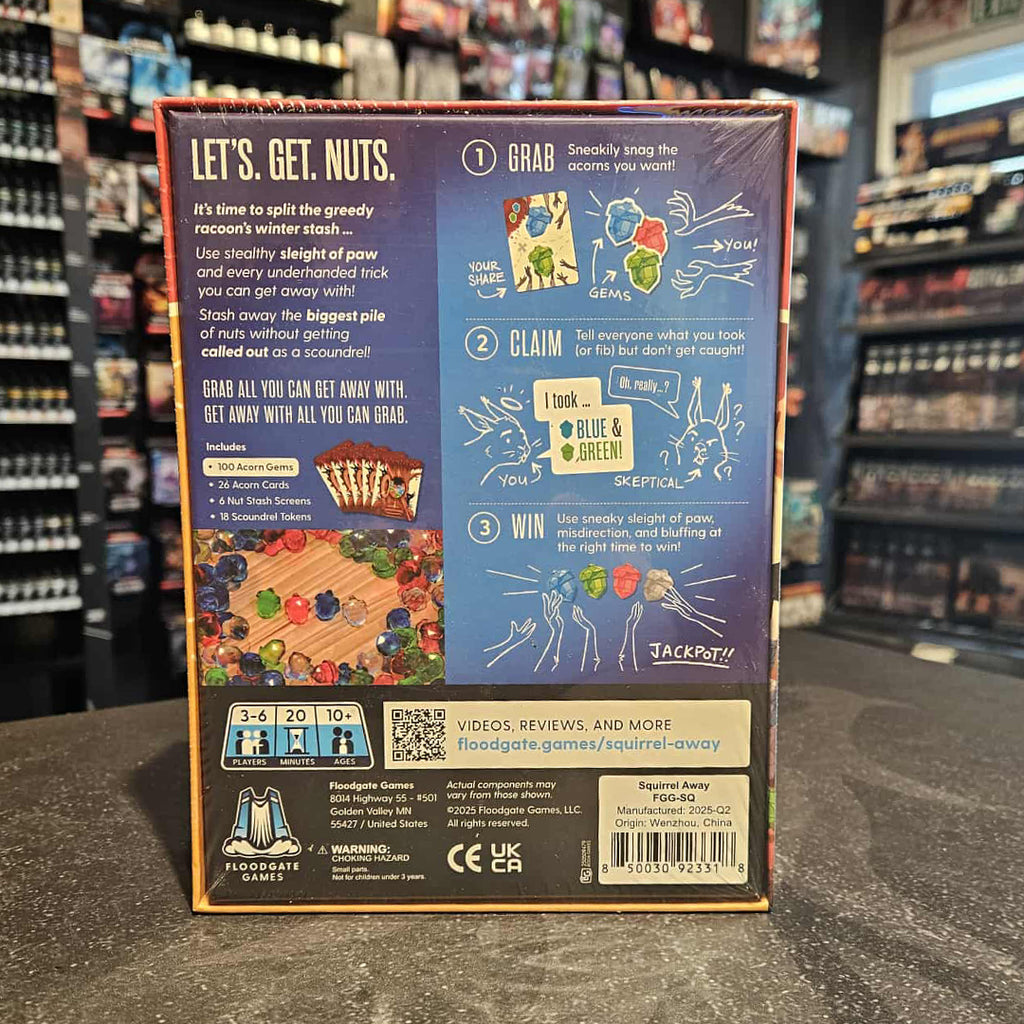 LET'S. GET. NUTS.
It's time to split the greedy
racoon's winter stash ...
Use stealthy sleight of paw
and every underhanded trick
you can get away with!
Stash away the biggest pile
of nuts without getting
called out as a scoundrel!
GRAB ALL YOU CAN GET AWAY WITH.
GET AWAY WITH ALL YOU CAN GRAB.
Includes
• 100 Acorn Gems
• 26 Acorn Cards
• 6 Nut Stash Screens
• 18 Scoundrel Tokens
1 GRAB
Sneakily snag the
acorns you want!
YOUR
SHARE
GEMS
YOU!
2 CLAIM
Tell everyone what you took
(or fib) but don't get caught!
I took ...
BLUE &
GREEN!
Oh, really...?
YOU
SKEPTICAL
3 WIN
Use sneaky sleight of paw,
misdirection, and bluffing at
the right time to win!
JACKPOT!!
3-6 20 10+
PLAYERS MINUTES AGES
VIDEOS, REVIEWS, AND MORE
floodgate.games/squirrel-away
FLOODGATE
GAMES
Floodgate Games
8014 Highway 55 - #501
Golden Valley MN
55427 / United States
WARNING:
CHOKING HAZARD
Small parts.
Not for children under 3 years.
Actual components may
vary from those shown.
©2025 Floodgate Games, LLC.
All rights reserved.
CE UK
CA
Squirrel Away
FGG-SQ
Manufactured: 2025-Q2
Origin: Wenzhou, China
8 50030 92331 8